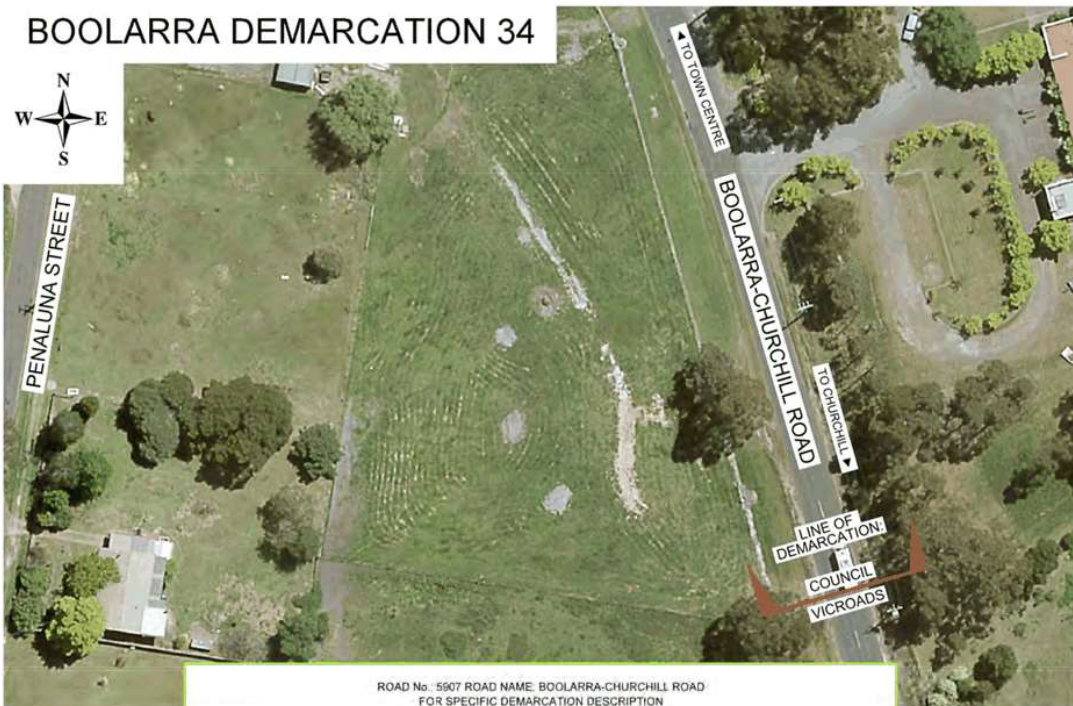 BOOLARRA DEMARCATION 34
N
W E
S
◄ TO TOWN CENTRE
PENALUNA STREET
BOOLARRA-CHURCHILL ROAD
TO CHURCHILL ►
LINE OF
DEMARCATION:
COUNCIL
VICROADS
ROAD No.: 5907 ROAD NAME: BOOLARRA-CHURCHILL ROAD
FOR SPECIFIC DEMARCATION DESCRIPTION